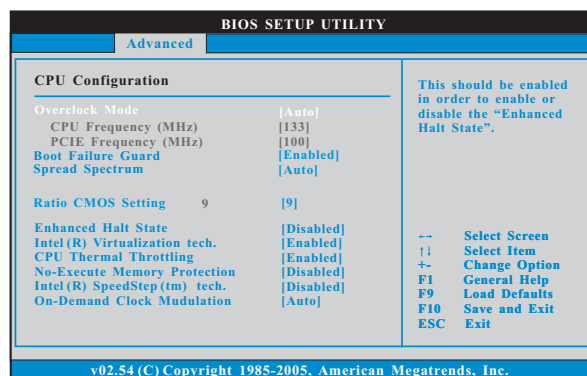 BIOS SETUP UTILITY
Advanced
CPU Configuration
Overclock Mode [Auto]
CPU Frequency (MHz) [133]
PCIE Frequency (MHz) [100]
Boot Failure Guard [Enabled]
Spread Spectrum [Auto]
Ratio CMOS Setting 9 [9]
Enhanced Halt State [Disabled]
Intel (R) Virtualization tech. [Enabled]
CPU Thermal Throttling [Enabled]
No-Execute Memory Protection [Disabled]
Intel (R) SpeedStep(tm) tech. [Disabled]
On-Demand Clock Mudulation [Auto]
This should be enabled
in order to enable or
disable the “Enhanced
Halt State”.
←→ Select Screen
↑↓ Select Item
+- Change Option
F1 General Help
F9 Load Defaults
F10 Save and Exit
ESC Exit
v02.54 (C) Copyright 1985-2005, American Megatrends, Inc.